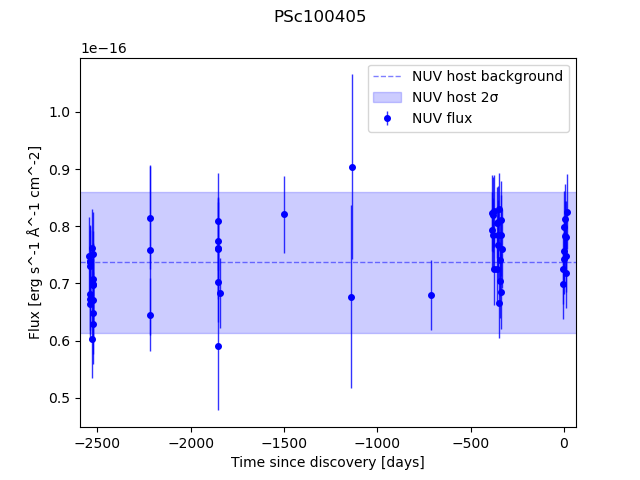 PSc100405
1e−16
NUV host background
NUV host 2σ
NUV flux
1.0
0.9
0.8
0.7
0.6
0.5
Flux [erg s^-1 Å^-1 cm^-2]
−2500 −2000 −1500 −1000 −500 0
Time since discovery [days]